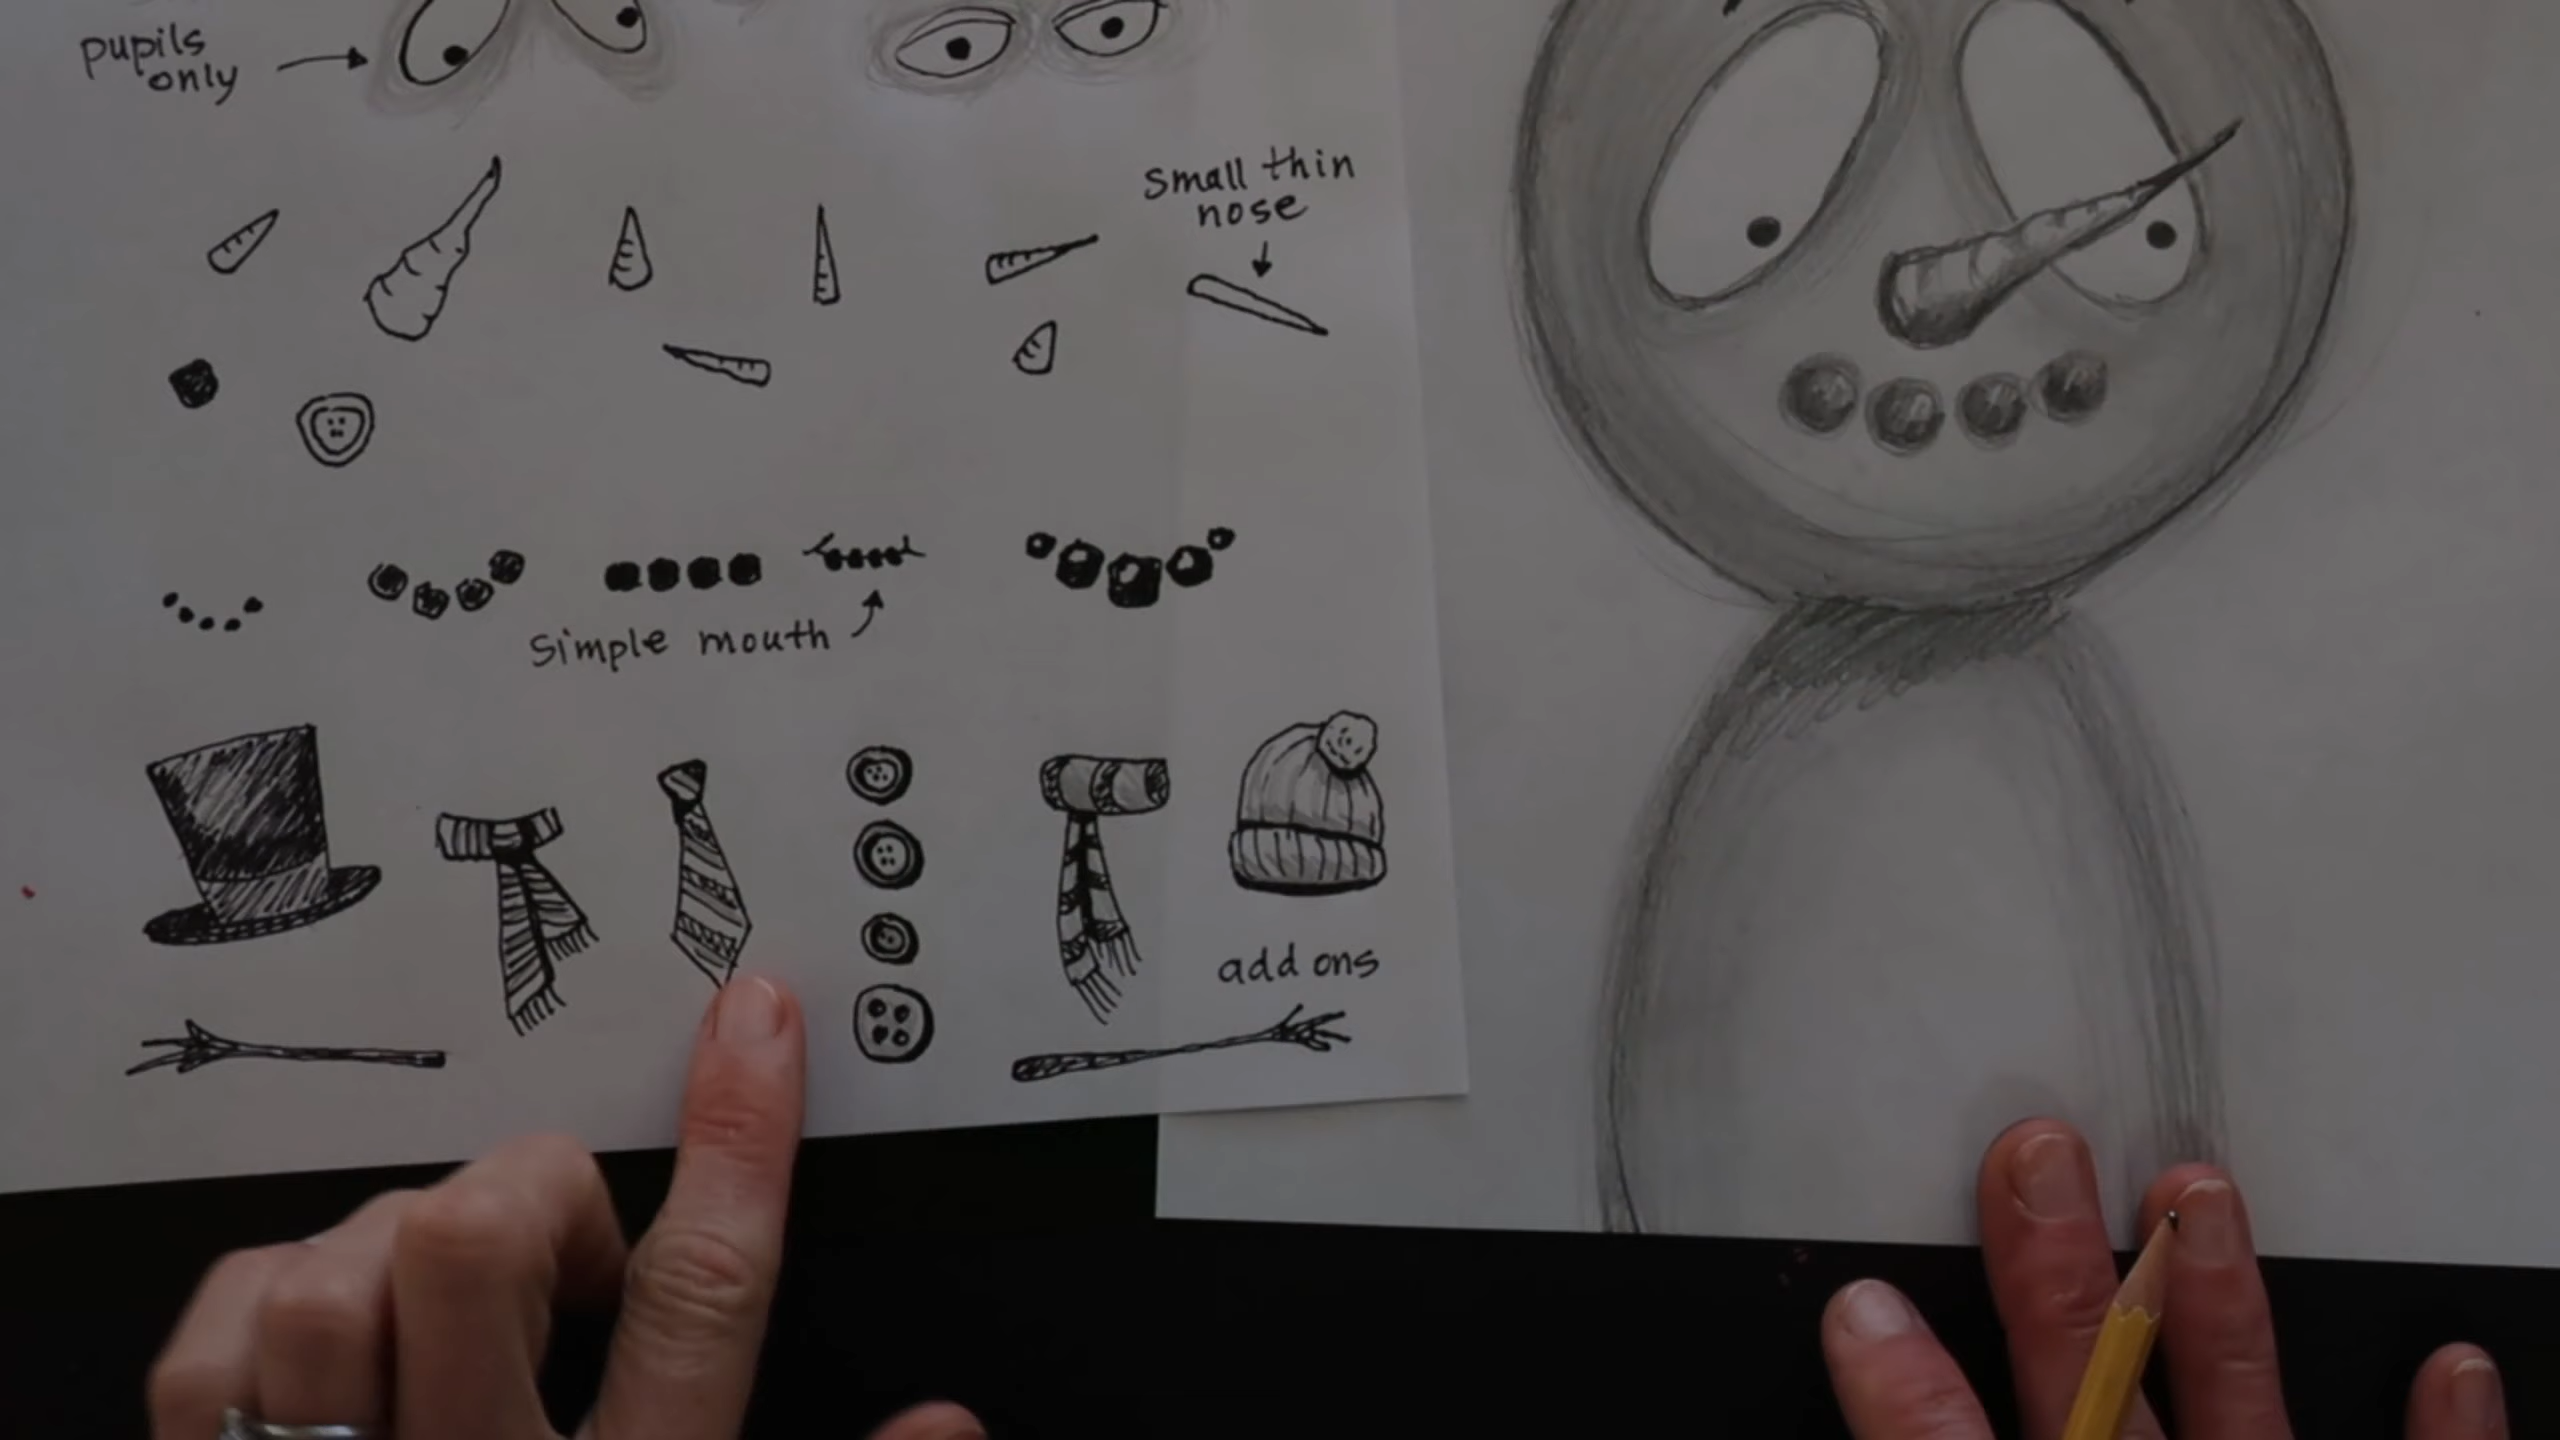 pupils
only
small thin
nose
Simple mouth
add ons